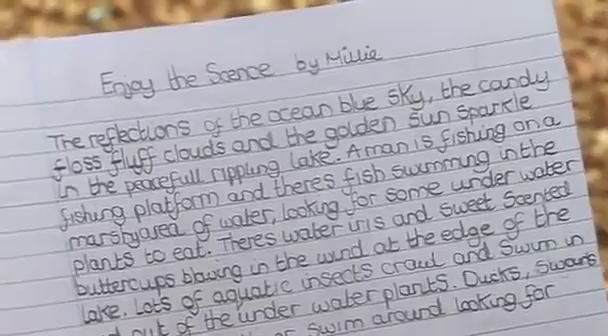 Enjoy the Scence by Millie
The reflections of the ocean blue sky, the candy
floss fluff clouds and the golden sun sparkle
in the peacefull rippling lake. A man is fishing on a
fishing platform and theres fish swimming in the
marshyarea of water, looking for some under water
plants to eat. Theres water iris and sweet scented
buttercups blowing in the wind at the edge of the
lake. Lots of aquatic insects crawl and swim in
out of the under water plants. Ducks, swans
swim around looking for